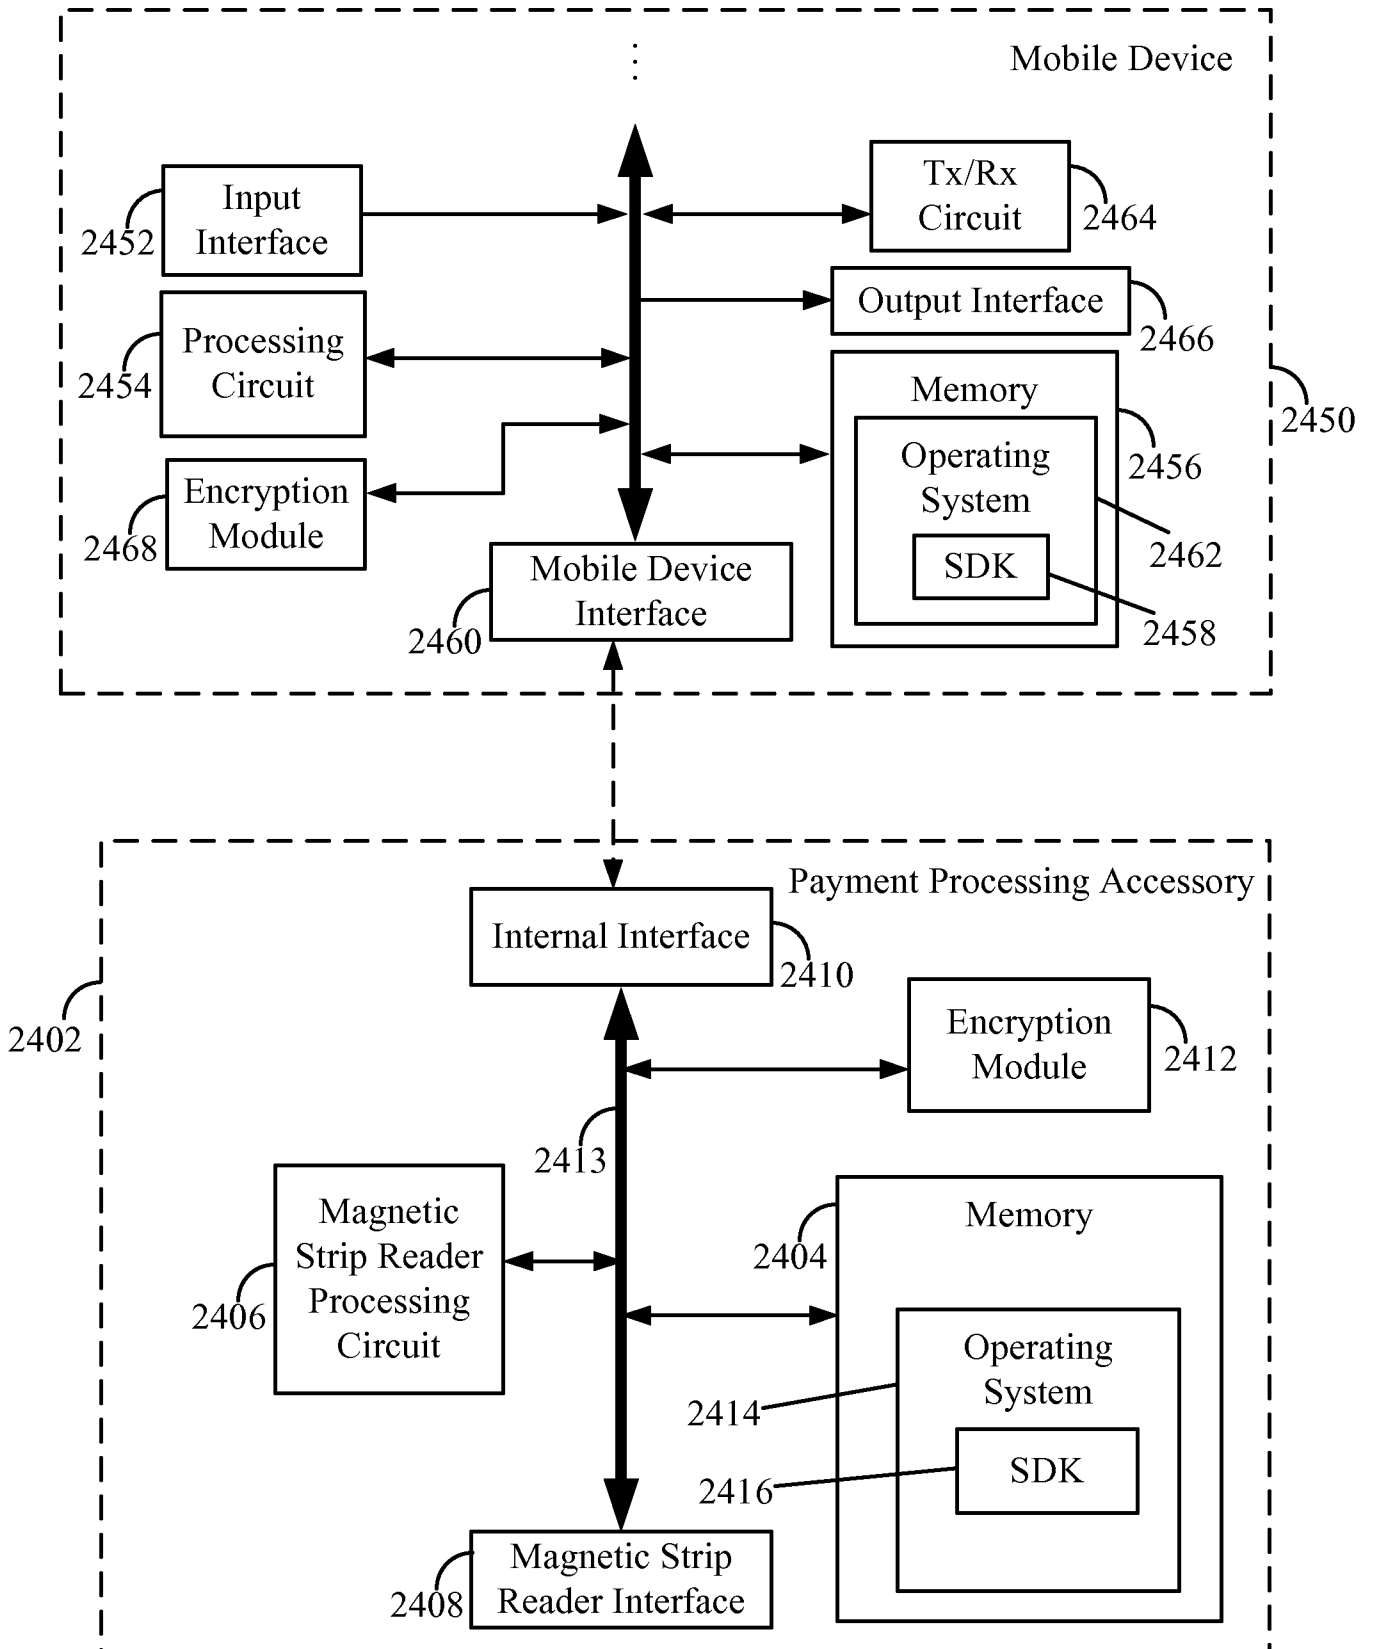 Mobile Device
Input
Interface
2452
Tx/Rx
Circuit
2464
Output Interface
2466
Processing
Circuit
2454
Memory
2456
2450
Operating
System
2462
SDK
2458
Encryption
Module
2468
Mobile Device
Interface
2460
Payment Processing Accessory
Internal Interface
2410
2402
Encryption
Module
2412
2413
Magnetic
Strip Reader
Processing
Circuit
2406
Memory
2404
Operating
System
2414
SDK
2416
Magnetic Strip
Reader Interface
2408